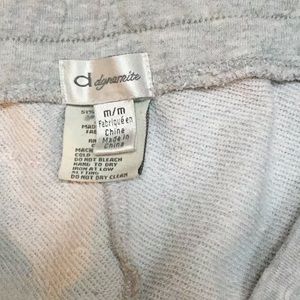 d dynamite
m/m
Fabriqué en
Chine
Made in
China
COLD
DO NOT BLEACH
HANG TO DRY
IRON AT LOW
SETTING
DO NOT DRY CLEAN